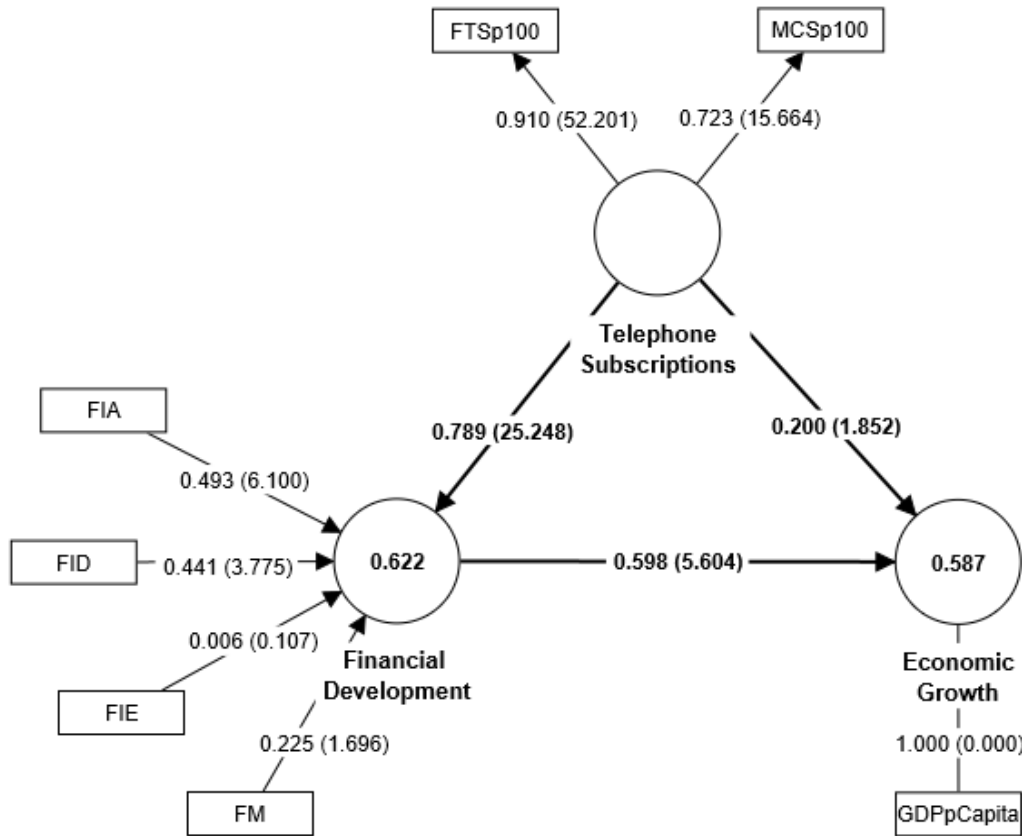 FTSp100
MCSp100
0.910 (52.201)
0.723 (15.664)
Telephone
Subscriptions
FIA
0.789 (25.248)
0.200 (1.852)
0.493 (6.100)
FID
0.441 (3.775)
0.622
0.598 (5.604)
0.587
0.006 (0.107)
Financial
Development
Economic
Growth
FIE
0.225 (1.696)
1.000 (0.000)
FM
GDPpCapita